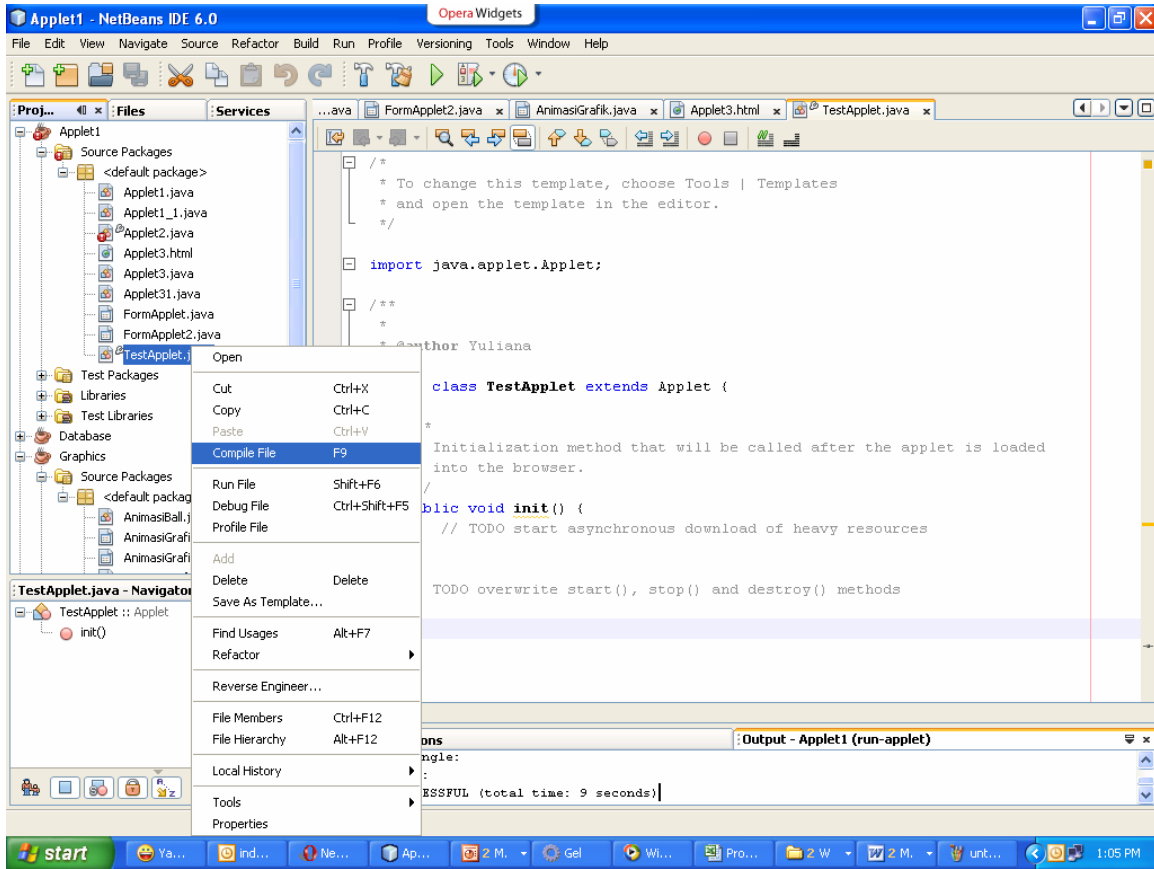 Applet1 - NetBeans IDE 6.0
Opera Widgets
File Edit View Navigate Source Refactor Build Run Profile Versioning Tools Window Help
Proj... Files Services
...ava FormApplet2.java AnimasiGrafik.java Applet3.html TestApplet.java
Applet1
Source Packages
<default package>
Applet1.java
Applet1_1.java
Applet2.java
Applet3.html
Applet3.java
Applet31.java
FormApplet.java
FormApplet2.java
TestApplet.j
Test Packages
Libraries
Test Libraries
Database
Graphics
Source Packages
<default packag
AnimasiBall.j
AnimasiGrafi
AnimasiGrafi
TestApplet.java - Navigator
TestApplet :: Applet
init()
Open
Cut Ctrl+X
Copy Ctrl+C
Paste Ctrl+V
Compile File F9
Run File Shift+F6
Debug File Ctrl+Shift+F5
Profile File
Add
Delete Delete
Save As Template...
Find Usages Alt+F7
Refactor
Reverse Engineer...
File Members Ctrl+F12
File Hierarchy Alt+F12
Local History
Tools
Properties
/*
* To change this template, choose Tools | Templates
* and open the template in the editor.
*/
import java.applet.Applet;
/**
*
* @author Yuliana
class TestApplet extends Applet {
*
Initialization method that will be called after the applet is loaded
into the browser.
/
blic void init() {
// TODO start asynchronous download of heavy resources
TODO overwrite start(), stop() and destroy() methods
ons
Output - Applet1 (run-applet)
ngle:
:
ESSFUL (total time: 9 seconds)
start Ya... ind... Ne... Ap... 2 M. Gel Wi... Pro... 2 W 2 M. unt... 1:05 PM